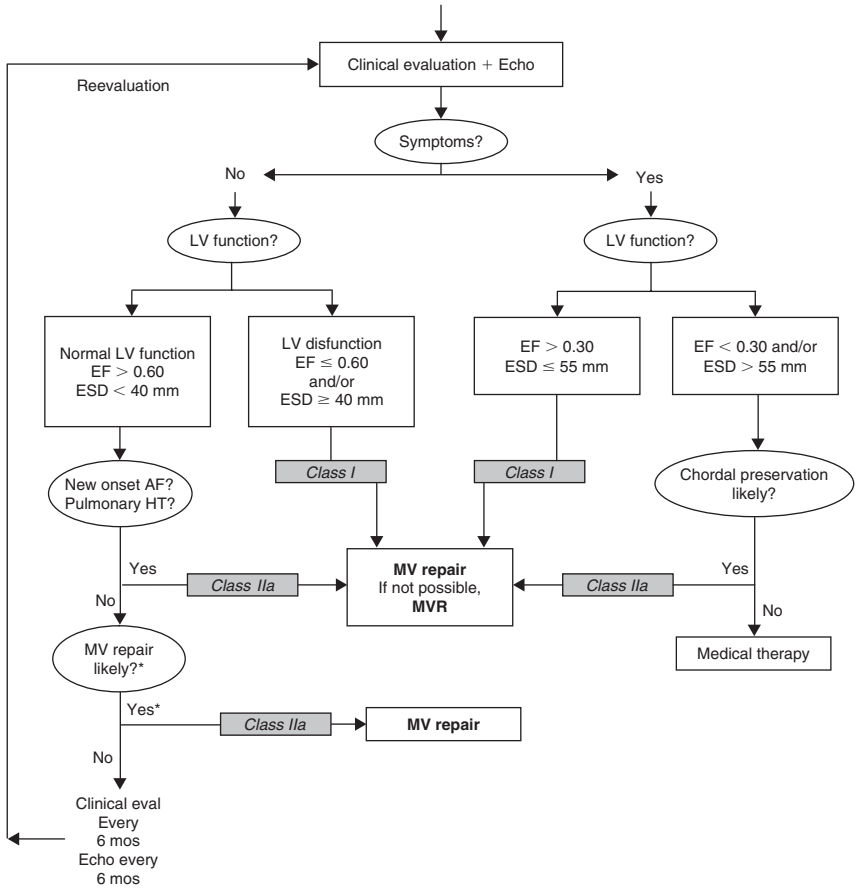 Clinical evaluation + Echo
Reevaluation
Symptoms?
No
Yes
LV function?
LV function?
Normal LV function
EF > 0.60
ESD < 40 mm
LV disfunction
EF ≤ 0.60
and/or
ESD ≥ 40 mm
EF > 0.30
ESD ≤ 55 mm
EF < 0.30 and/or
ESD > 55 mm
Class I
Class I
New onset AF?
Pulmonary HT?
Chordal preservation
likely?
MV repair
If not possible,
MVR
Yes
Class IIa
Class IIa
Yes
No
No
MV repair
likely?*
Medical therapy
Yes*
Class IIa
MV repair
No
Clinical eval
Every
6 mos
Echo every
6 mos